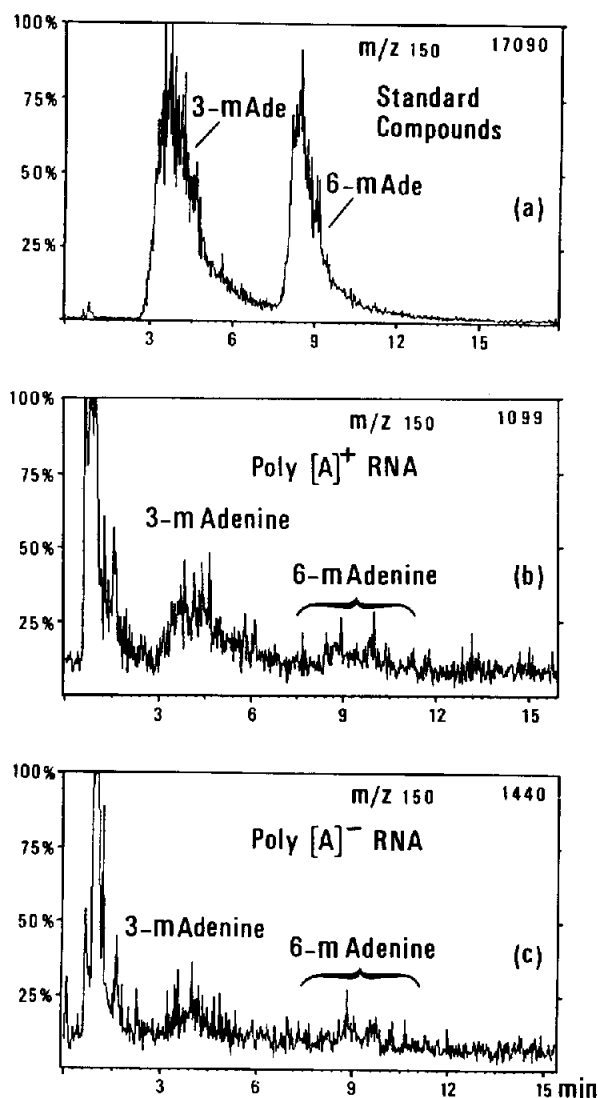 100%
m/z 150 17090
75%
3-mAde
Standard
Compounds
50%
6-mAde
(a)
25%
3 6 9 12 15
100%
m/z 150 1099
Poly [A]+ RNA
75%
3-m Adenine
50%
6-m Adenine
(b)
25%
3 6 9 12 15
100%
m/z 150 1440
Poly [A]− RNA
75%
3-m Adenine
50%
6-m Adenine
(c)
25%
3 6 9 12 15 min